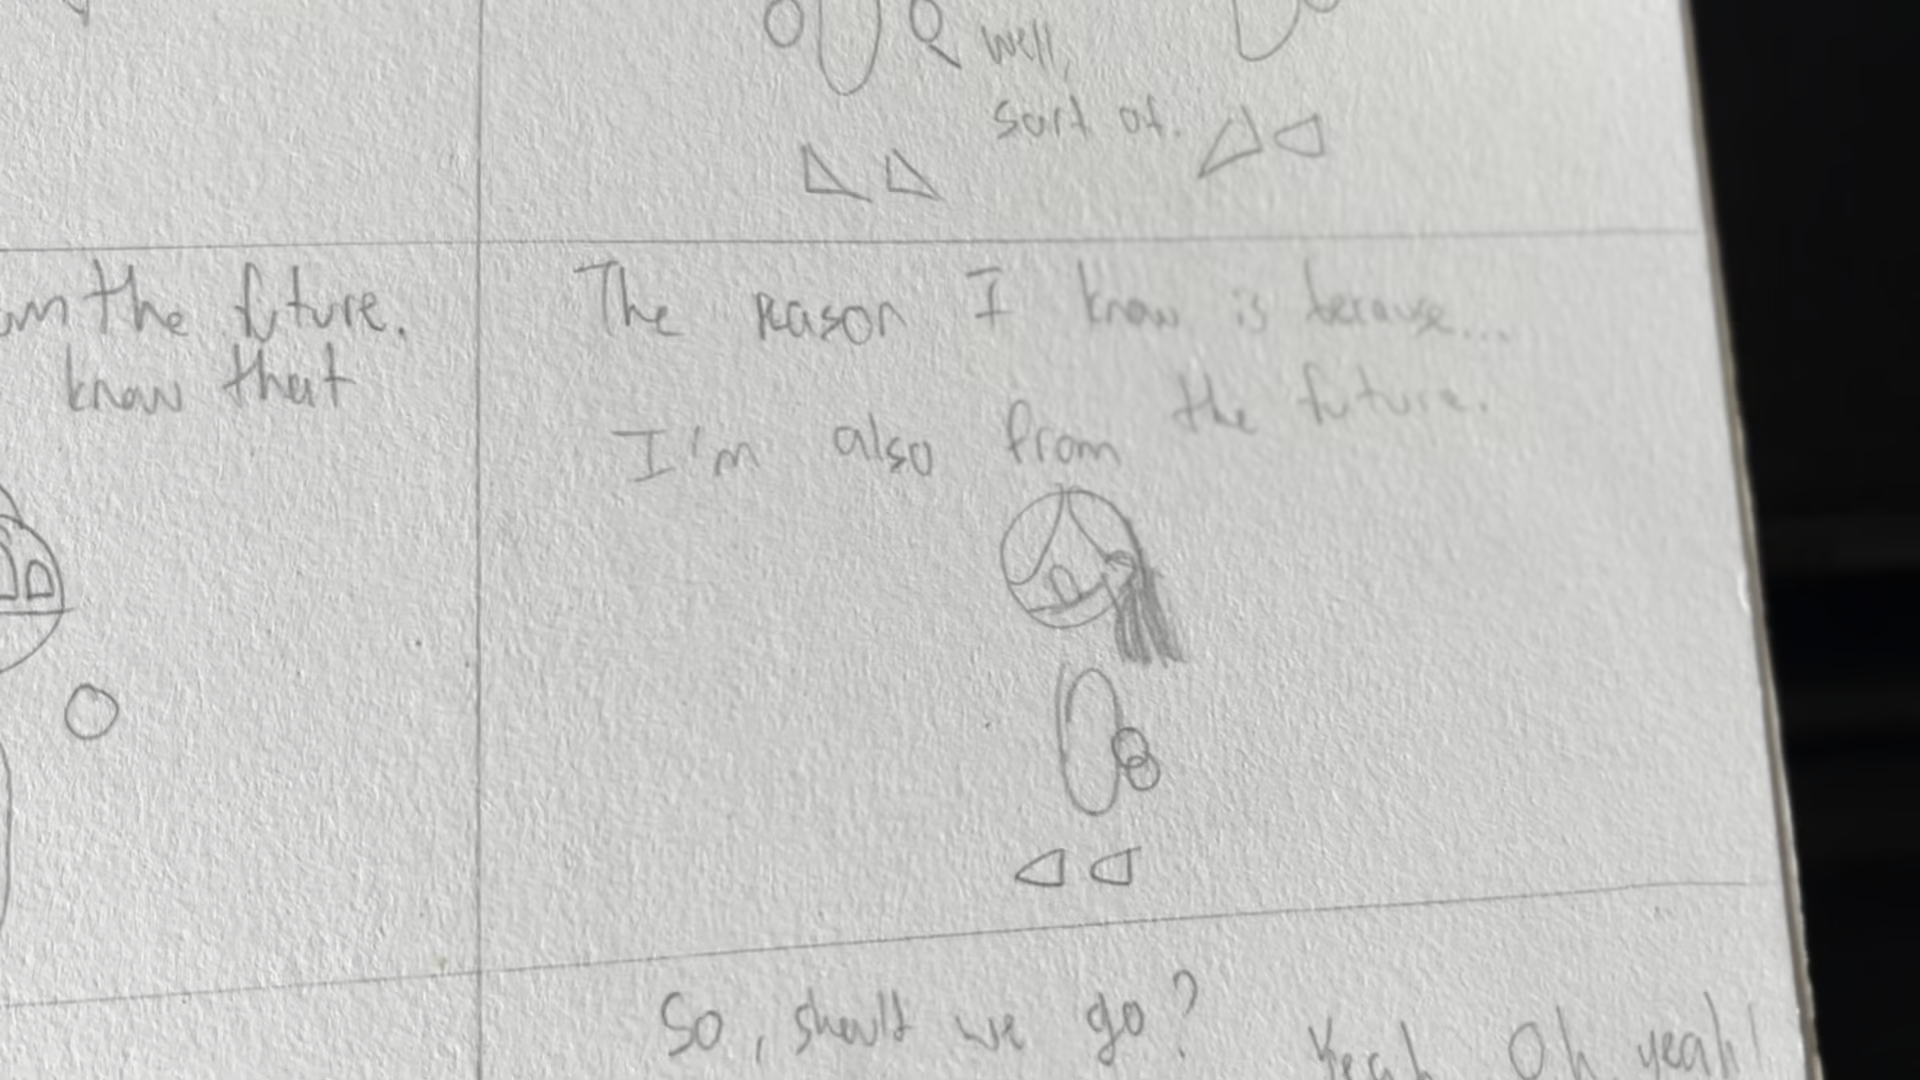 well,
sort of.
the future.
know that
The reason I know is because...
I'm also from the future.
So, should we go?
Yeah Oh yeah!